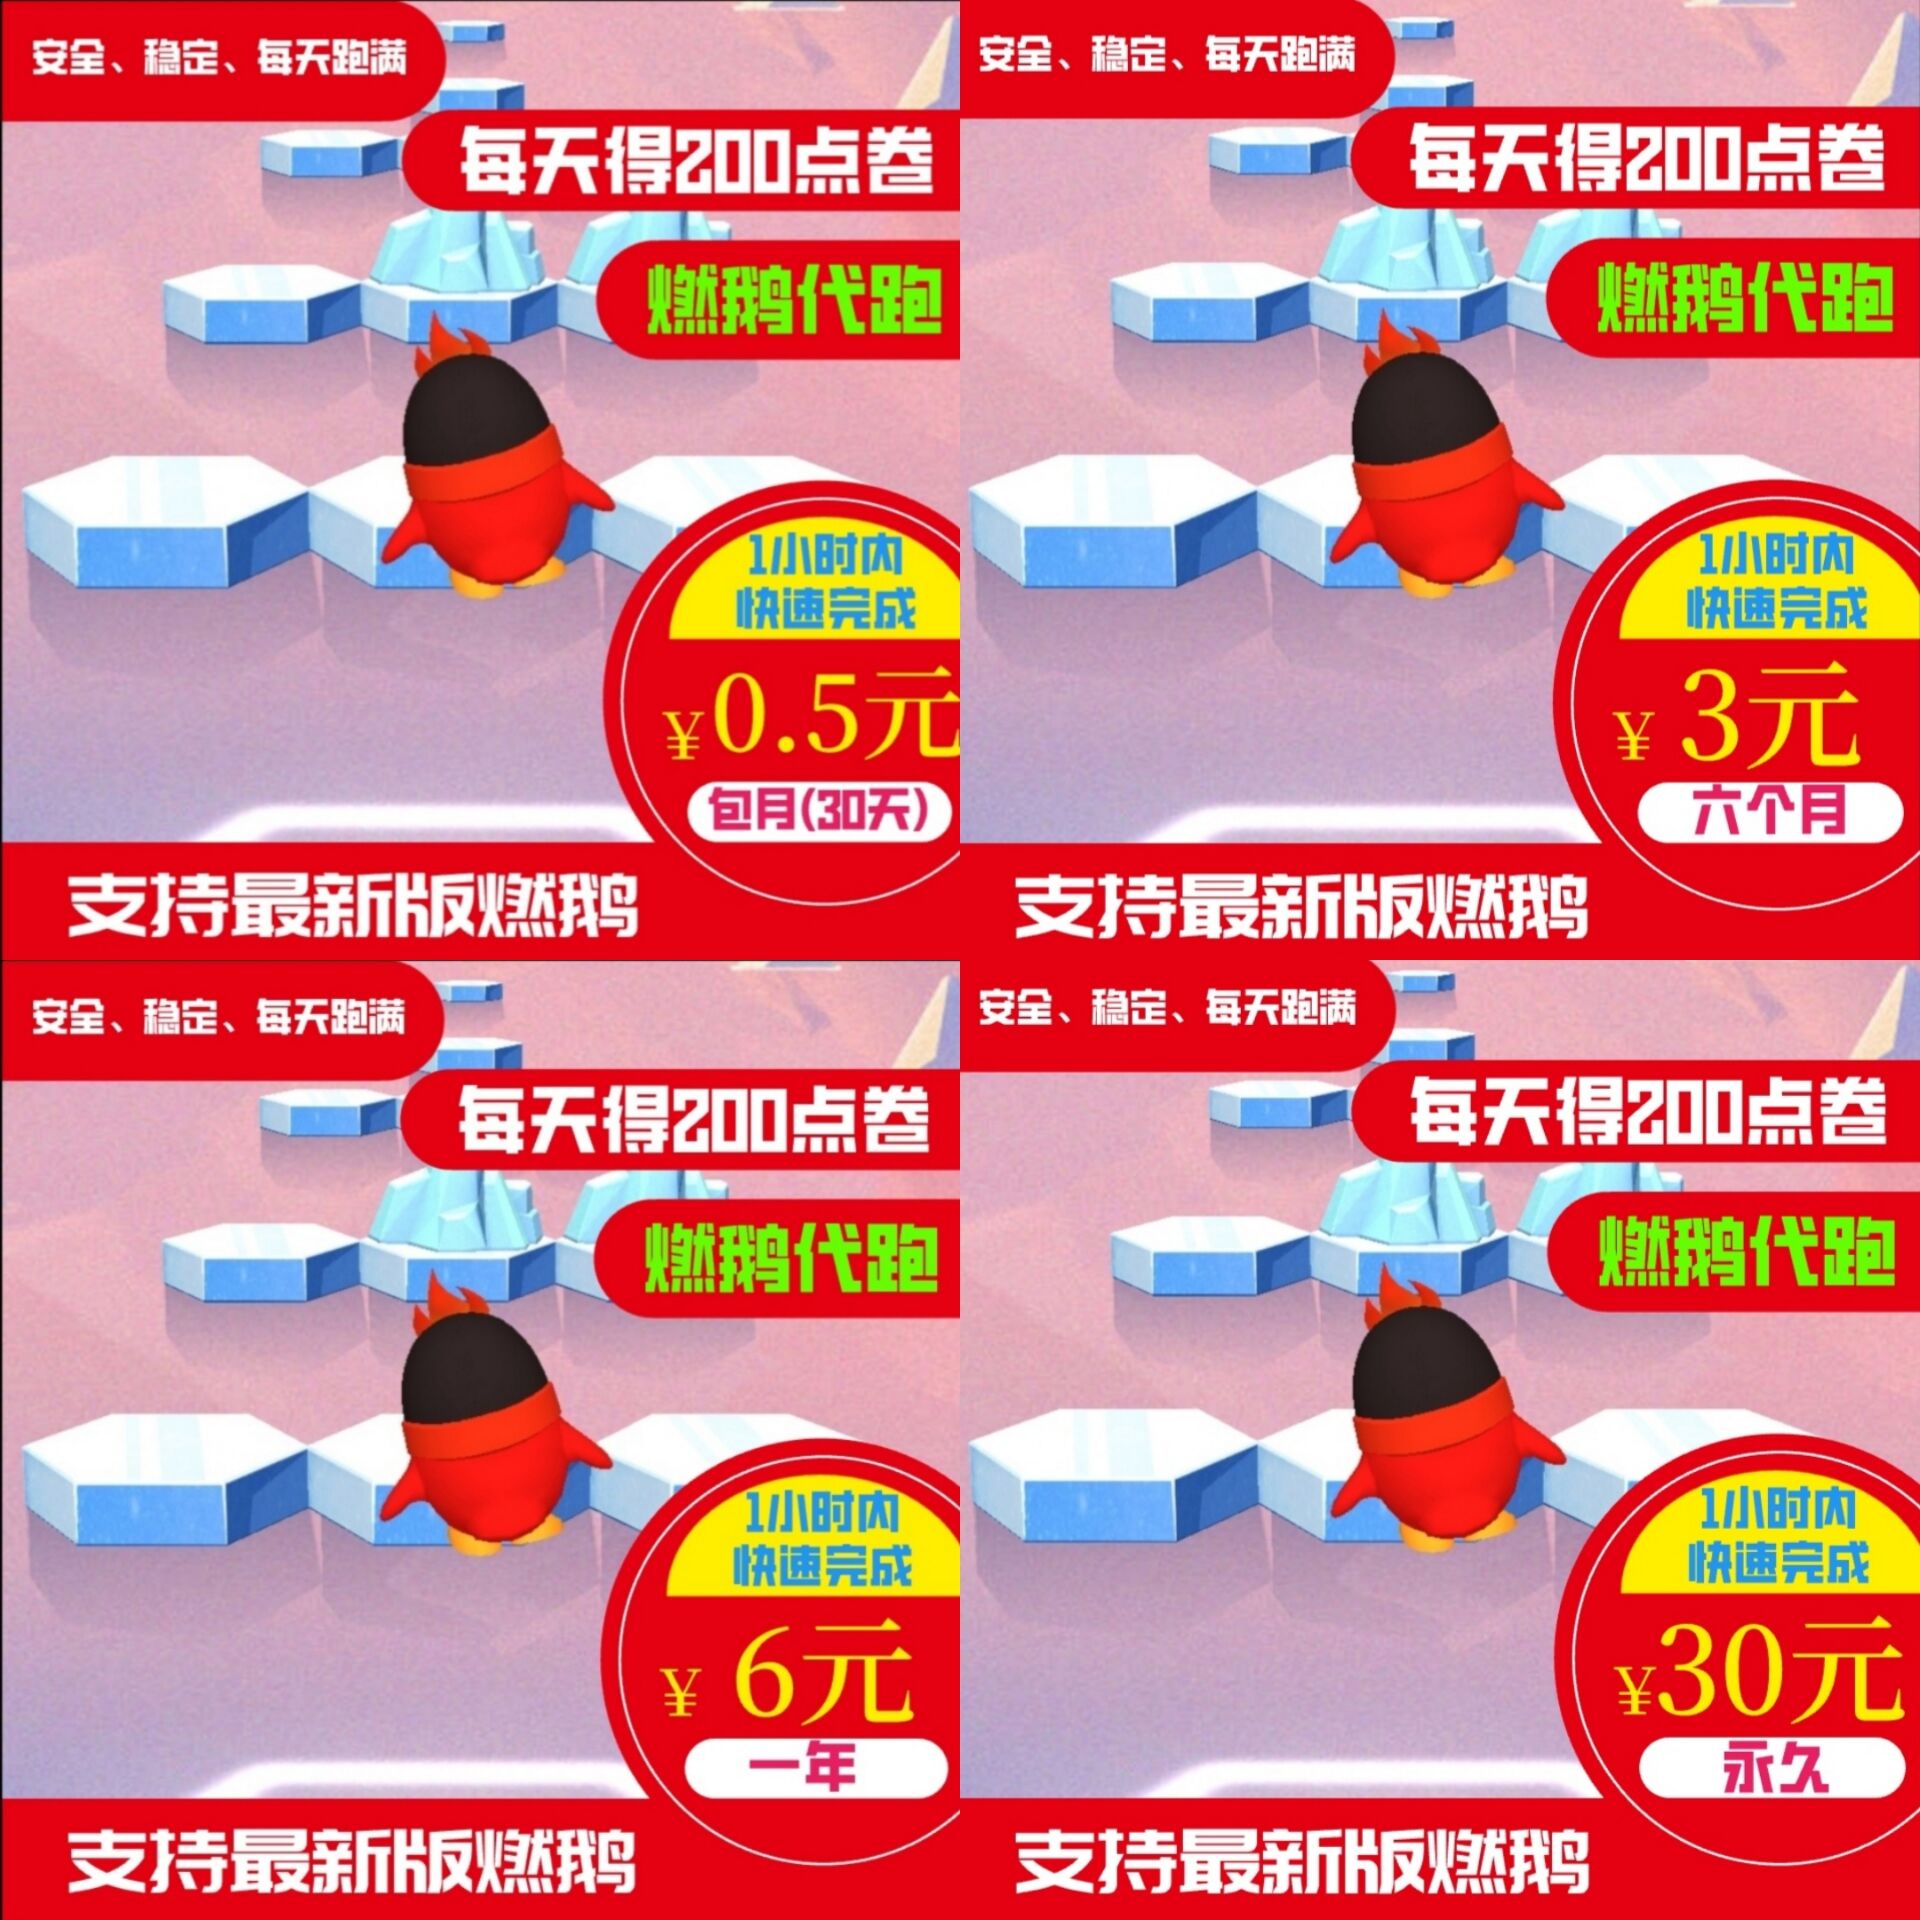 安全、稳定、每天跑满
每天得200点卷
燃鹅代跑
1小时内
快速完成
¥0.5元
包月(30天)
支持最新版燃鹅
安全、稳定、每天跑满
每天得200点卷
燃鹅代跑
1小时内
快速完成
¥3元
六个月
支持最新版燃鹅
安全、稳定、每天跑满
每天得200点卷
燃鹅代跑
1小时内
快速完成
¥6元
一年
支持最新版燃鹅
安全、稳定、每天跑满
每天得200点卷
燃鹅代跑
1小时内
快速完成
¥30元
永久
支持最新版燃鹅